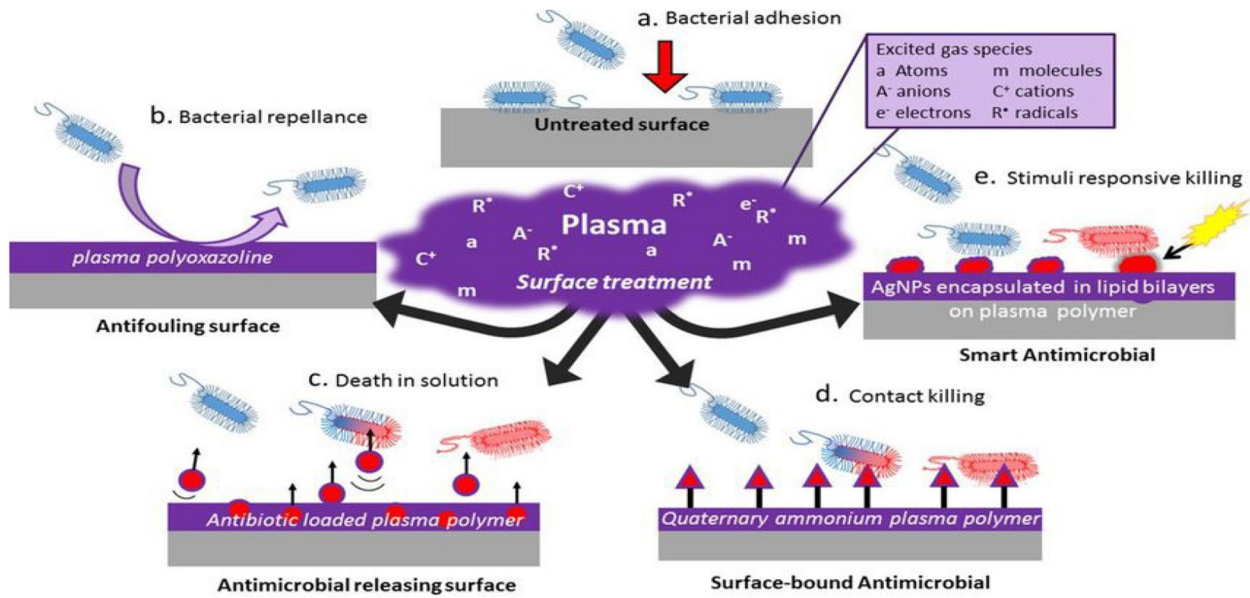 a. Bacterial adhesion
Untreated surface
Excited gas species
a Atoms m molecules
A- anions C+ cations
e- electrons R* radicals
b. Bacterial repellance
plasma polyoxazoline
Antifouling surface
C+
R*
R*
e-
R*
Plasma
a
A-
R*
a
A-
m
C+
m
m
Surface treatment
e. Stimuli responsive killing
AgNPs encapsulated in lipid bilayers
on plasma polymer
Smart Antimicrobial
c. Death in solution
Antibiotic loaded plasma polymer
Antimicrobial releasing surface
d. Contact killing
Quaternary ammonium plasma polymer
Surface-bound Antimicrobial